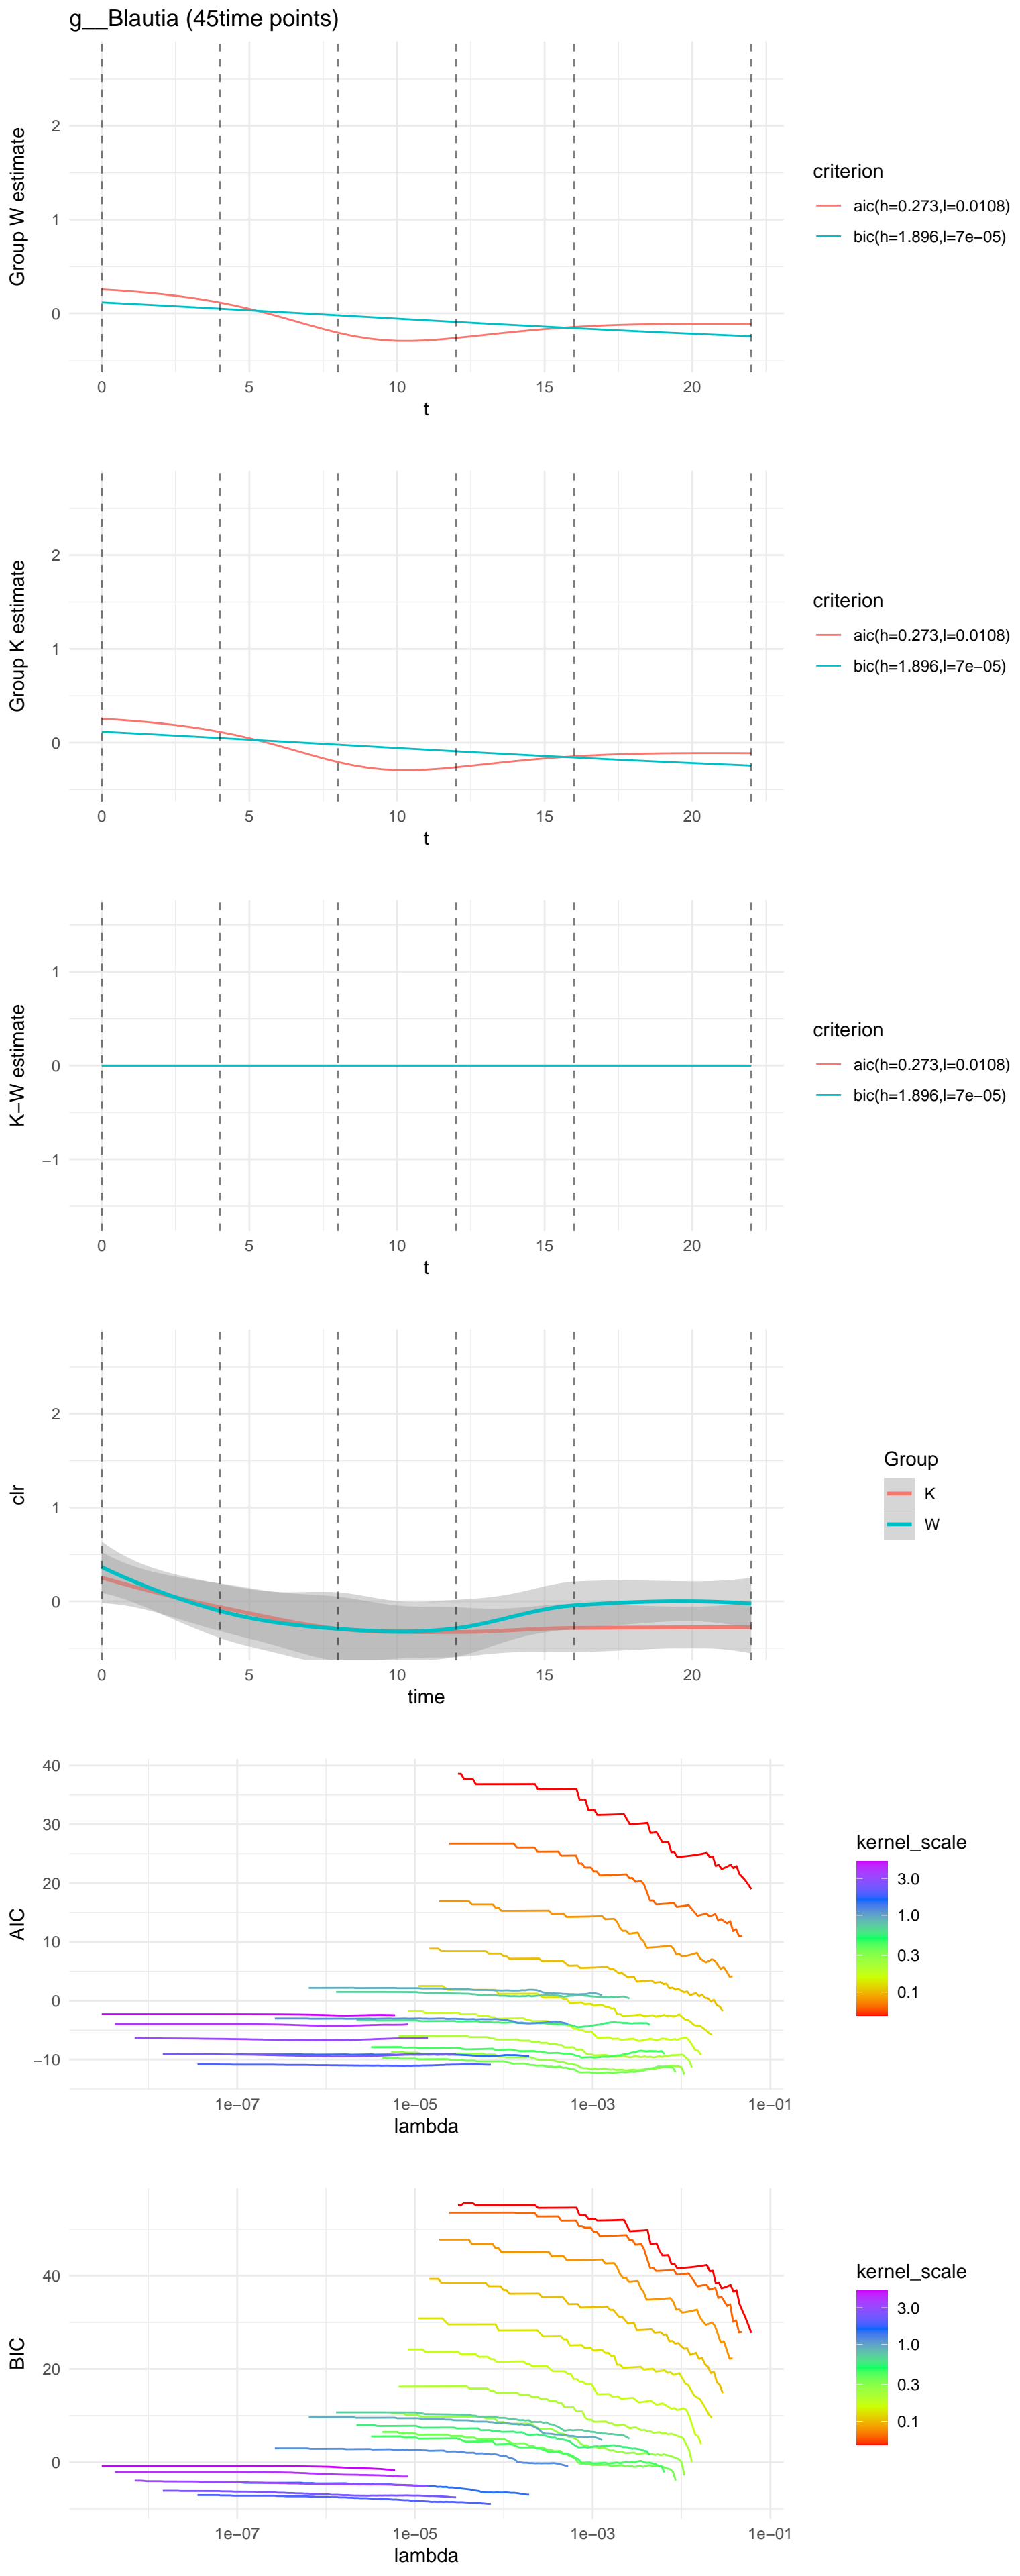 g__Blautia (45time points)
Group W estimate
2
1
0
0 5 10 15 20
t
criterion
aic(h=0.273,l=0.0108)
bic(h=1.896,l=7e−05)
Group K estimate
2
1
0
0 5 10 15 20
t
criterion
aic(h=0.273,l=0.0108)
bic(h=1.896,l=7e−05)
K−W estimate
1
0
−1
0 5 10 15 20
t
criterion
aic(h=0.273,l=0.0108)
bic(h=1.896,l=7e−05)
clr
2
1
0
0 5 10 15 20
time
Group
K
W
AIC
40
30
20
10
0
−10
1e−07 1e−05 1e−03 1e−01
lambda
kernel_scale
3.0
1.0
0.3
0.1
BIC
40
20
0
1e−07 1e−05 1e−03 1e−01
lambda
kernel_scale
3.0
1.0
0.3
0.1